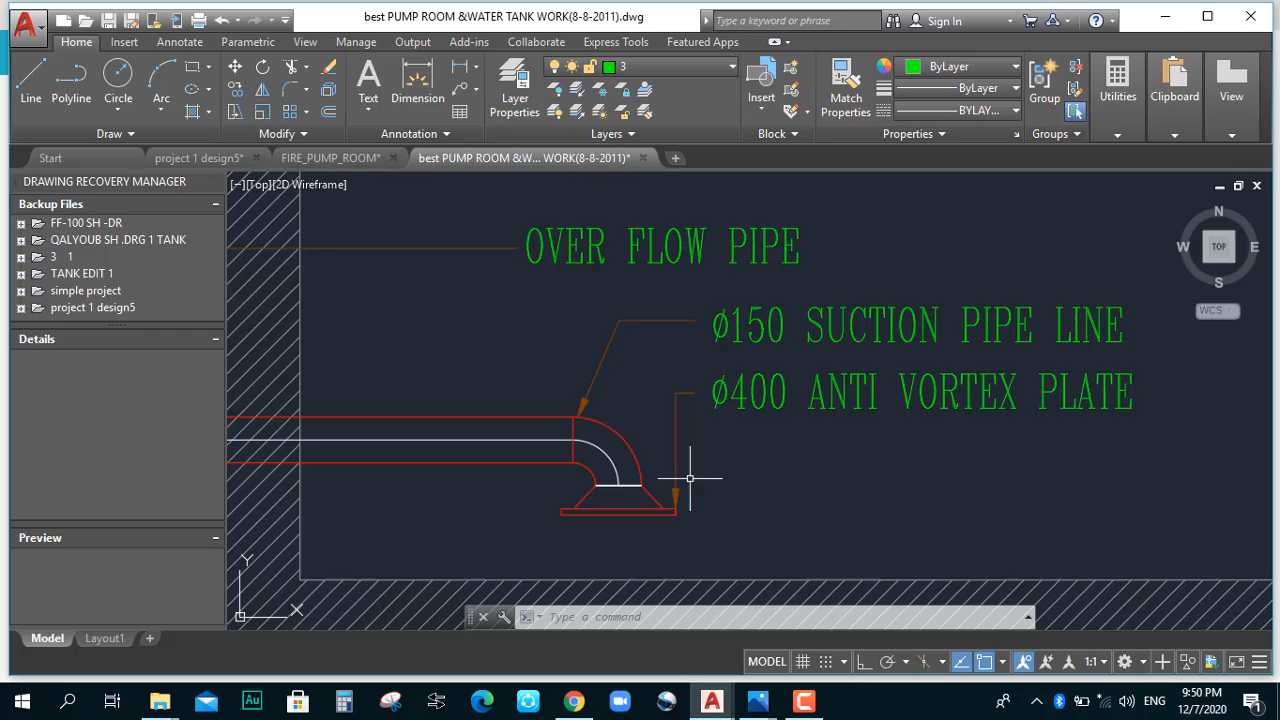 best PUMP ROOM &WATER TANK WORK(8-8-2011).dwg
Type a keyword or phrase
Sign In
Home Insert Annotate Parametric View Manage Output Add-ins Collaborate Express Tools Featured Apps
3
ByLayer
ByLayer
BYLAY...
Line Polyline Circle Arc
Text Dimension
Layer Properties
Insert
Match Properties
Group
Utilities
Clipboard
View
Draw Modify Annotation Layers Block Properties Groups
Start project 1 design5* FIRE_PUMP_ROOM* best PUMP ROOM &W... WORK(8-8-2011)*
DRAWING RECOVERY MANAGER
Backup Files
FF-100 SH -DR
QALYOUB SH .DRG 1 TANK
3 1
TANK EDIT 1
simple project
project 1 design5
Details
Preview
[−][Top][2D Wireframe]
N
W TOP E
S
WCS
OVER FLOW PIPE
ø150 SUCTION PIPE LINE
ø400 ANTI VORTEX PLATE
Y
X
Type a command
Model Layout1
MODEL
1:1
Au
A
ENG
9:50 PM
12/7/2020
1